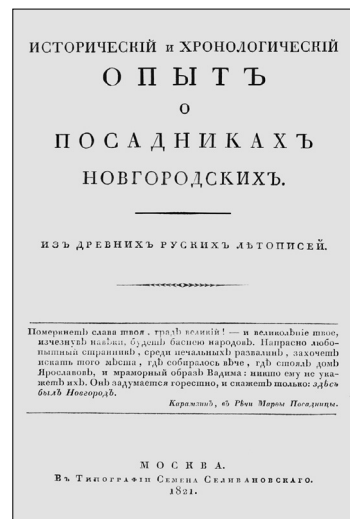 ИСТОРИЧЕСКІЙ и ХРОНОЛОГИЧЕСКІЙ
ОПЫТЪ
О
ПОСАДНИКАХЪ
НОВГОРОДСКИХЪ.
ИЗЪ ДРЕВНИХЪ РУСКИХЪ ЛѢТОПИСЕЙ.
Померкнетъ слава твоя, градъ великій! — и великолѣпіе твое,
изчезнувъ навѣки, будетъ баснею народовъ. Напрасно любо-
пытный странникъ, среди печальныхъ развалинъ, захочетъ
искать того мѣста, гдѣ собиралось вѣче, гдѣ стоялъ домъ
Ярославовъ, и мраморный образъ Вадима: никто ему не ука-
жетъ ихъ. Онъ задумается горестно, и скажетъ только: здѣсь
былъ Новгородъ.
Карамзинъ, въ Рѣчи Марѳы Посадницы.
МОСКВА.
Въ Типографіи Семена Селивановскаго.
1821.